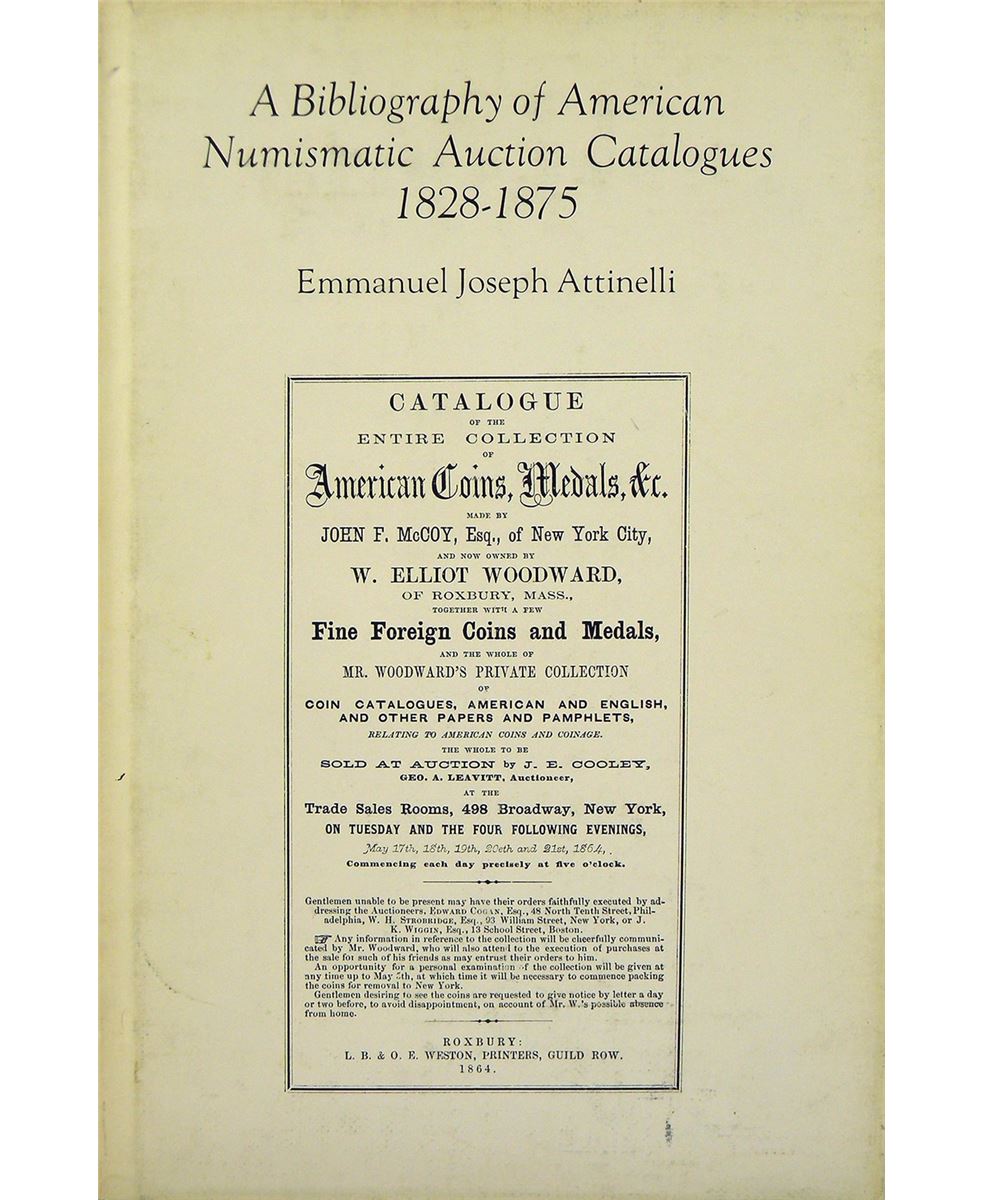 A Bibliography of American
Numismatic Auction Catalogues
1828-1875
Emmanuel Joseph Attinelli
CATALOGUE
OF THE
ENTIRE COLLECTION
OF
American Coins, Medals, &c.
MADE BY
JOHN F. McCOY, Esq., of New York City,
AND NOW OWNED BY
W. ELLIOT WOODWARD,
OF ROXBURY, MASS.,
TOGETHER WITH A FEW
Fine Foreign Coins and Medals,
AND THE WHOLE OF
MR. WOODWARD'S PRIVATE COLLECTION
OF
COIN CATALOGUES, AMERICAN AND ENGLISH,
AND OTHER PAPERS AND PAMPHLETS,
RELATING TO AMERICAN COINS AND COINAGE.
THE WHOLE TO BE
SOLD AT AUCTION by J. E. COOLEY,
GEO. A. LEAVITT, Auctioneer,
AT THE
Trade Sales Rooms, 498 Broadway, New York,
ON TUESDAY AND THE FOUR FOLLOWING EVENINGS,
May 17th, 18th, 19th, 20th and 21st, 1864,
Commencing each day precisely at five o'clock.
Gentlemen unable to be present may have their orders faithfully executed by ad-
dressing the Auctioneers. EDWARD COGAN, Esq., 48 North Tenth Street, Phil-
adelphia, W. H. STROBRIDGE, Esq., 93 William Street, New York, or J.
K. WIGGIN, Esq., 13 School Street, Boston.
☞ Any information in reference to the collection will be cheerfully communi-
cated by Mr. Woodward, who will also attend to the execution of purchases at
the sale for such of his friends as may entrust their orders to him.
An opportunity for a personal examination of the collection will be given at
any time up to May 5th, at which time it will be necessary to commence packing
the coins for removal to New York.
Gentlemen desiring to see the coins are requested to give notice by letter a day
or two before, to avoid disappointment, on account of Mr. W.'s possible absence
from home.
ROXBURY:
L. B. & O. E. WESTON, PRINTERS, GUILD ROW.
1864.